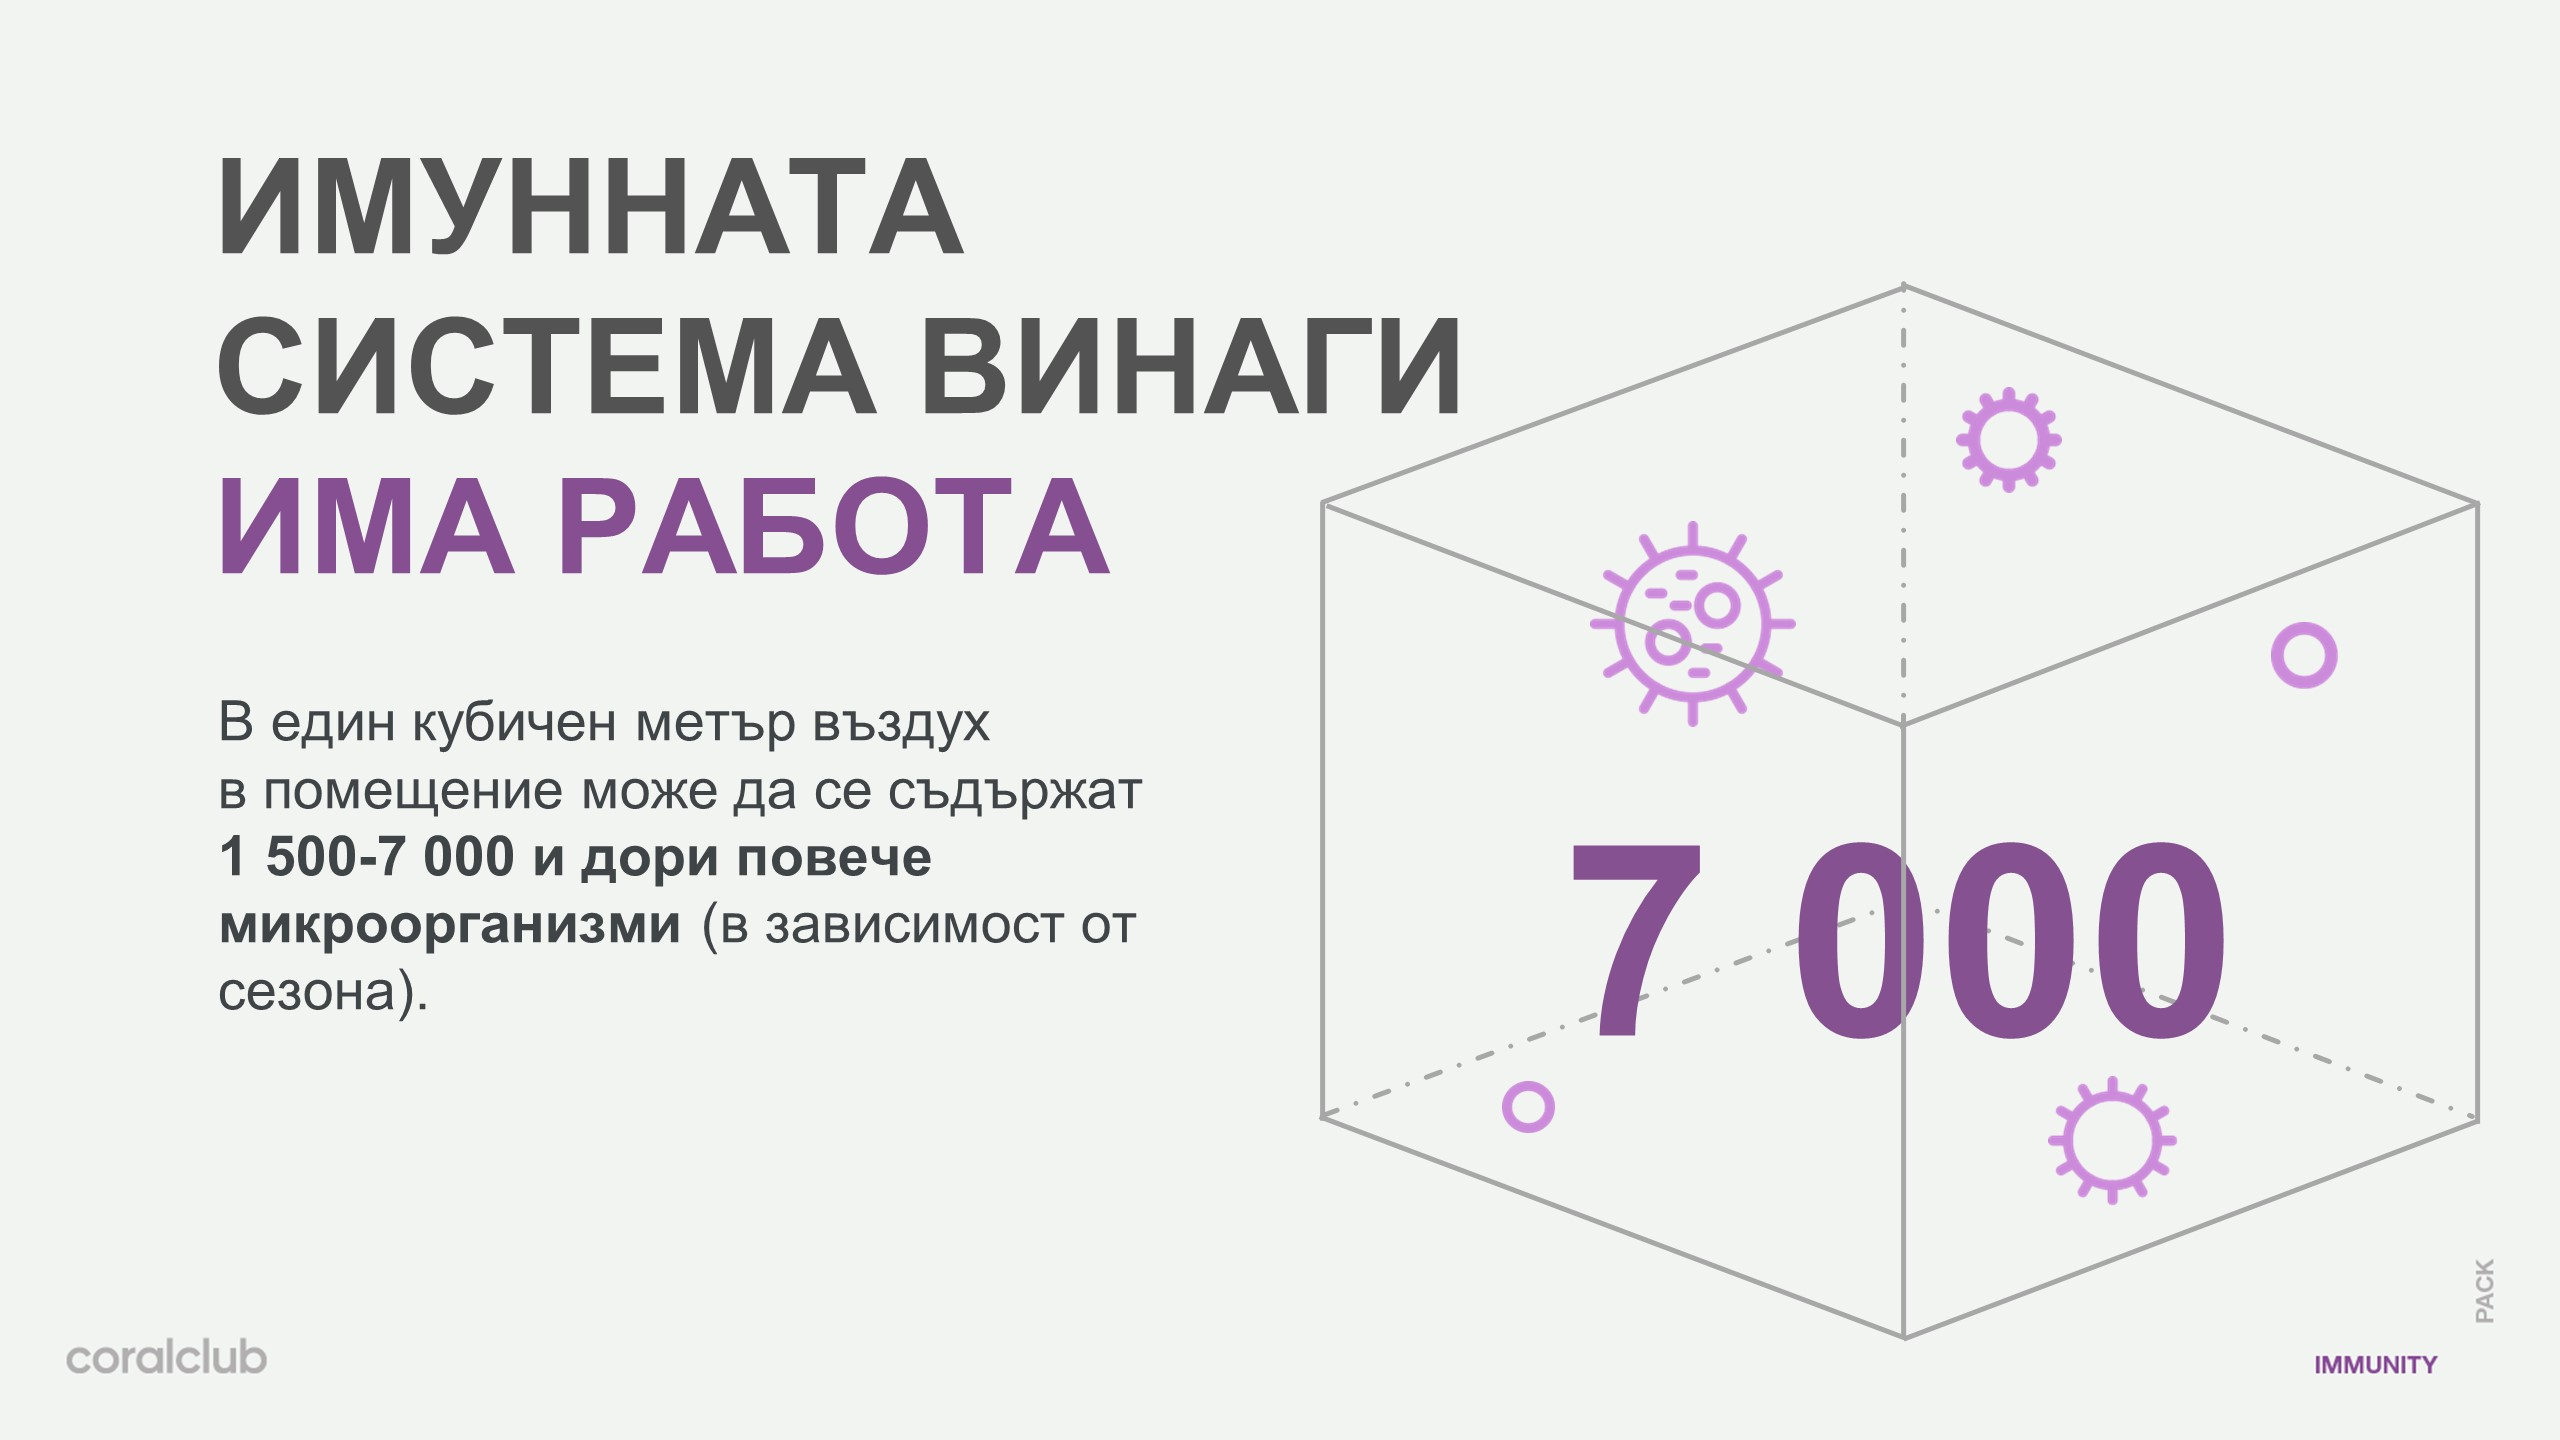 ИМУННАТА
СИСТЕМА ВИНАГИ
ИМА РАБОТА
В един кубичен метър въздух
в помещение може да се съдържат
1 500-7 000 и дори повече
микроорганизми (в зависимост от
сезона).
7 000
coralclub
IMMUNITY
PACK